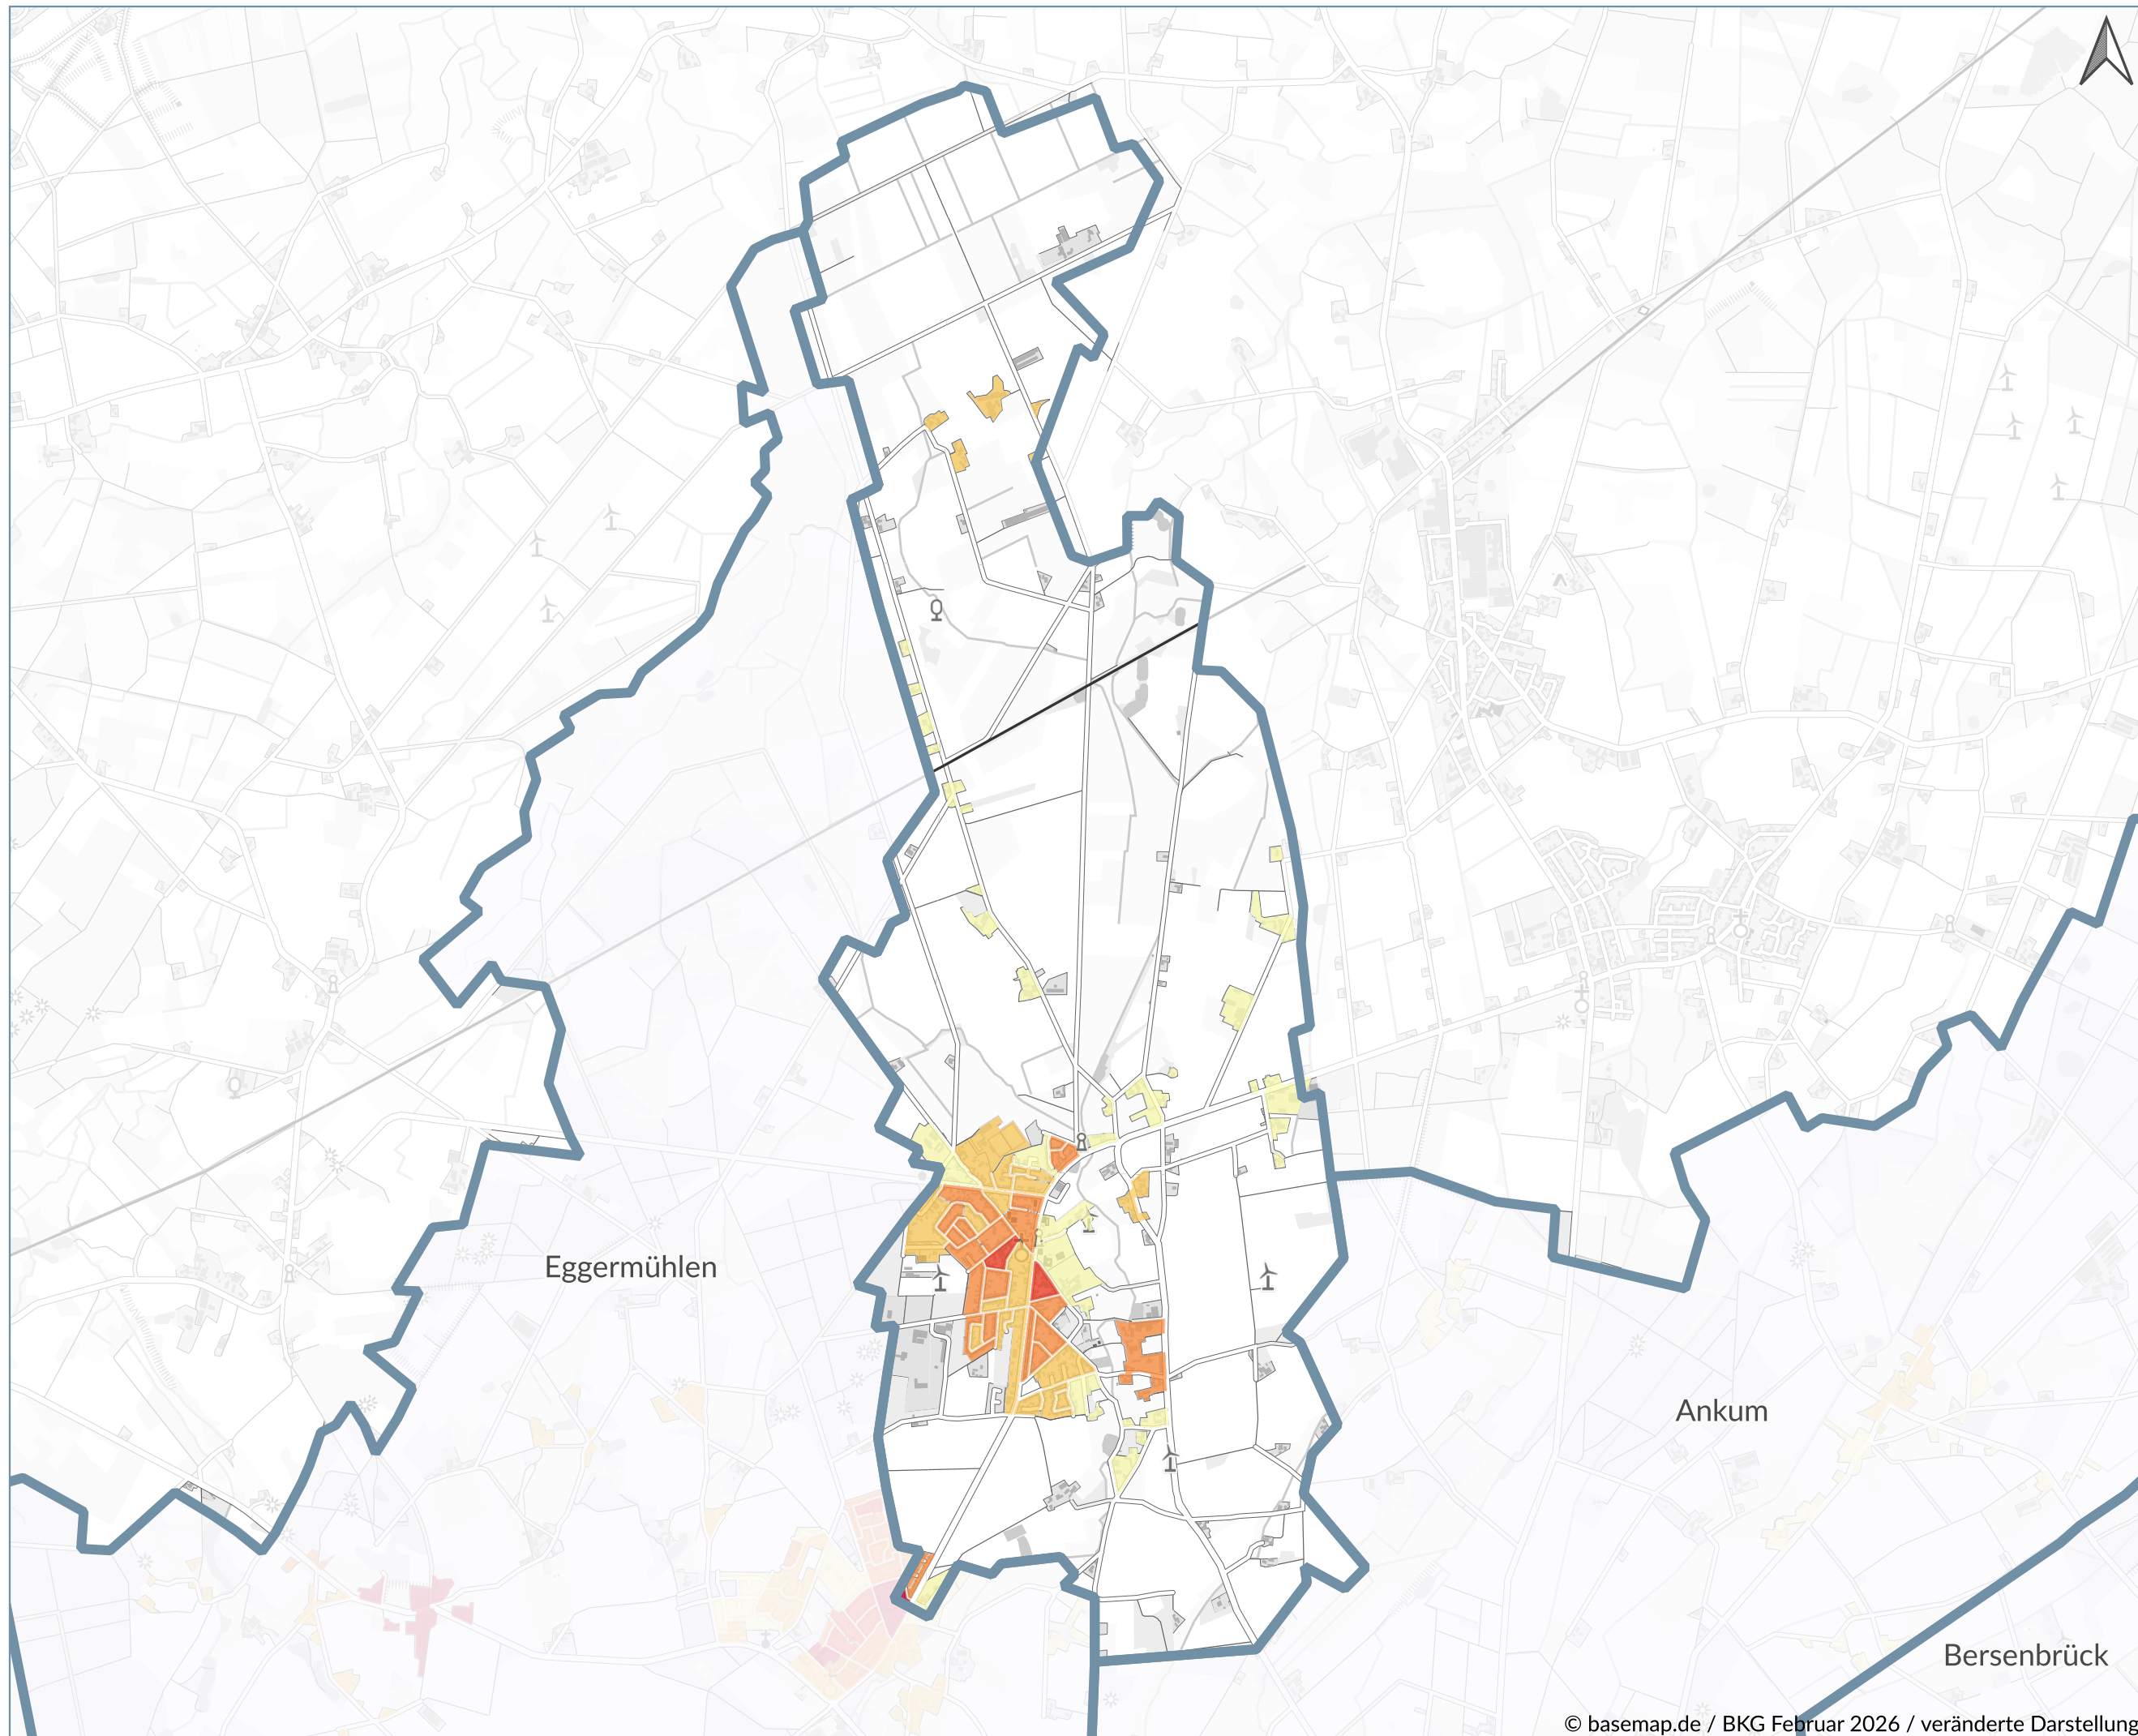 Eggermühlen
Ankum
Bersenbrück
© basemap.de / BKG Februar 2026 / veränderte Darstellung